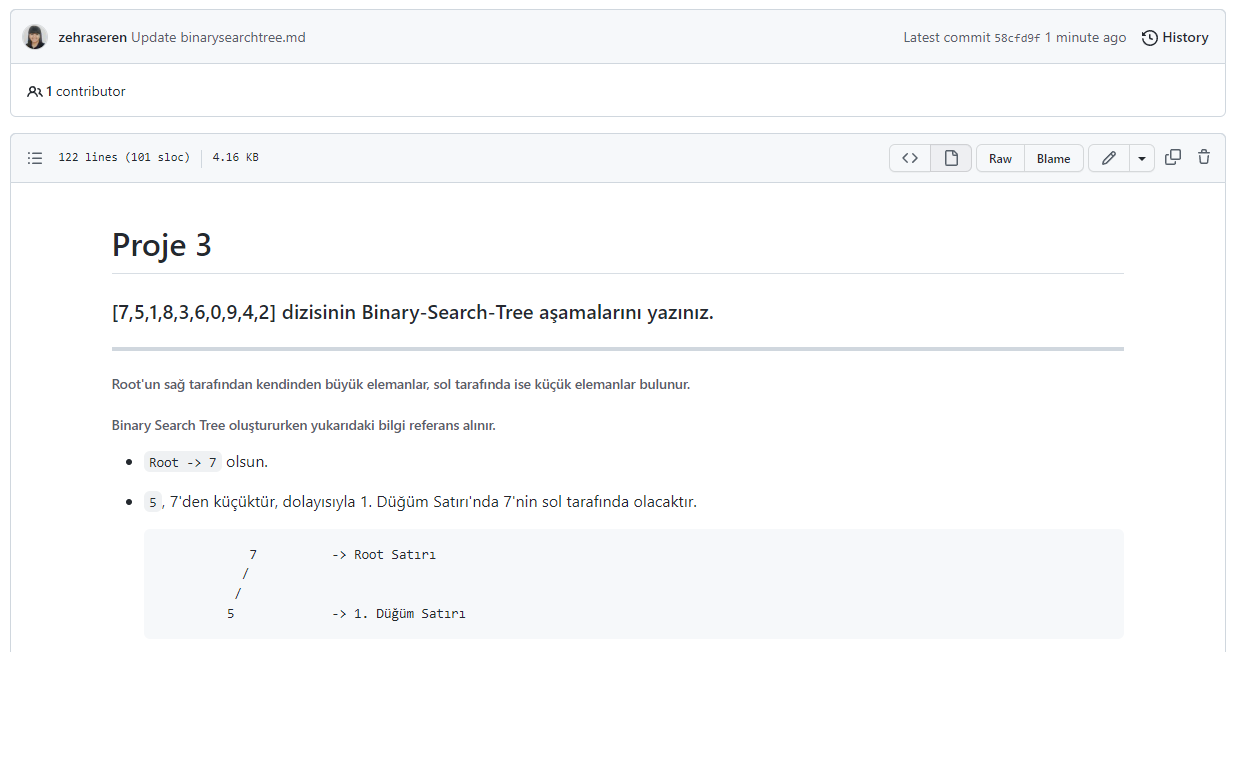 zehraseren Update binarysearchtree.md
Latest commit 58cfd9f 1 minute ago History
1 contributor
122 lines (101 sloc) 4.16 KB
Raw Blame
Proje 3
[7,5,1,8,3,6,0,9,4,2] dizisinin Binary-Search-Tree aşamalarını yazınız.
Root'un sağ tarafından kendinden büyük elemanlar, sol tarafında ise küçük elemanlar bulunur.
Binary Search Tree oluştururken yukarıdaki bilgi referans alınır.
Root -> 7 olsun.
5, 7'den küçüktür, dolayısıyla 1. Düğüm Satırı'nda 7'nin sol tarafında olacaktır.
7 -> Root Satırı
/
/
5 -> 1. Düğüm Satırı